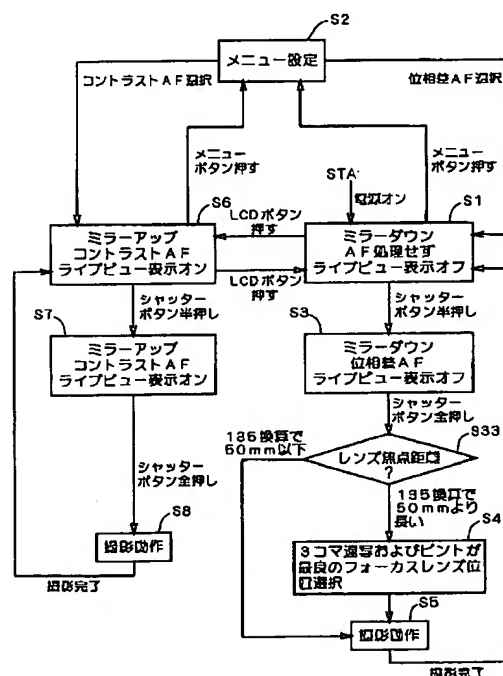 S2
メニュー設定
コントラストAF選択
位相差AF選択
メニュー
ボタン押す
メニュー
ボタン押す
STA
電源オン
S6
LCDボタン
押す
S1
ミラーアップ
コントラストAF
ライブビュー表示オン
ミラーダウン
AF処理せず
ライブビュー表示オフ
LCDボタン
押す
シャッター
ボタン半押し
シャッター
ボタン半押し
S7
S3
ミラーアップ
コントラストAF
ライブビュー表示オン
ミラーダウン
位相差AF
ライブビュー表示オフ
シャッター
ボタン全押し
S33
135換算で
50mm以下
レンズ焦点距離
?
シャッター
ボタン全押し
135換算で
50mmより
長い
S8
撮影動作
撮影完了
S4
3コマ連写およびピントが
最良のフォーカスレンズ位
置選択
S5
撮影動作
撮影完了